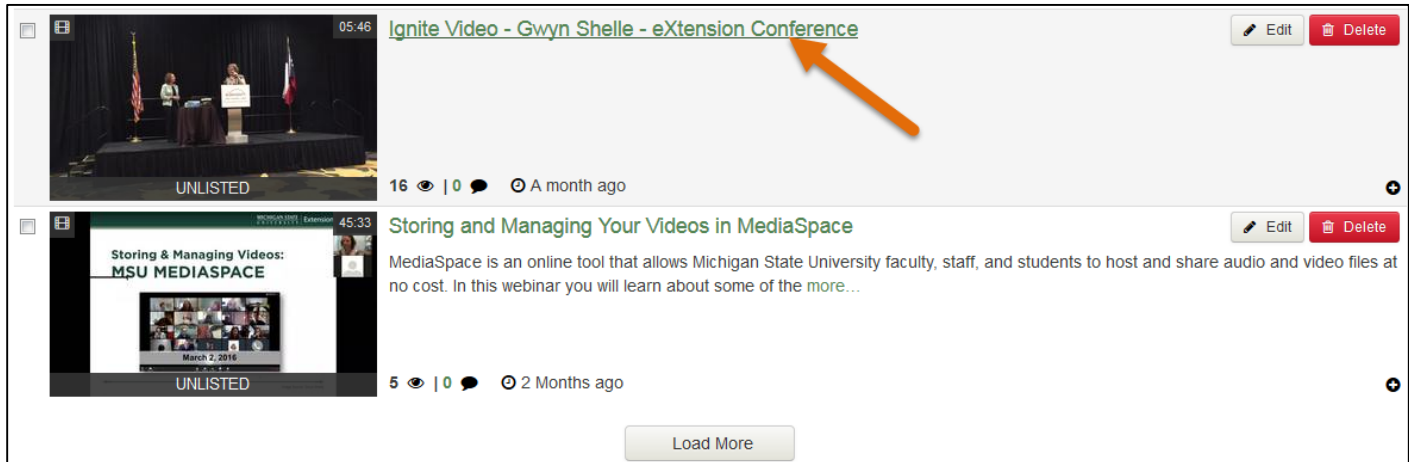 05:46
Ignite Video - Gwyn Shelle - eXtension Conference
Edit
Delete
UNLISTED
16 | 0 A month ago
MICHIGAN STATE UNIVERSITY Extension
45:33
Storing and Managing Your Videos in MediaSpace
Edit
Delete
Storing & Managing Videos:
MSU MEDIASPACE
MediaSpace is an online tool that allows Michigan State University faculty, staff, and students to host and share audio and video files at
no cost. In this webinar you will learn about some of the more...
March 2, 2016
UNLISTED
5 | 0 2 Months ago
Load More